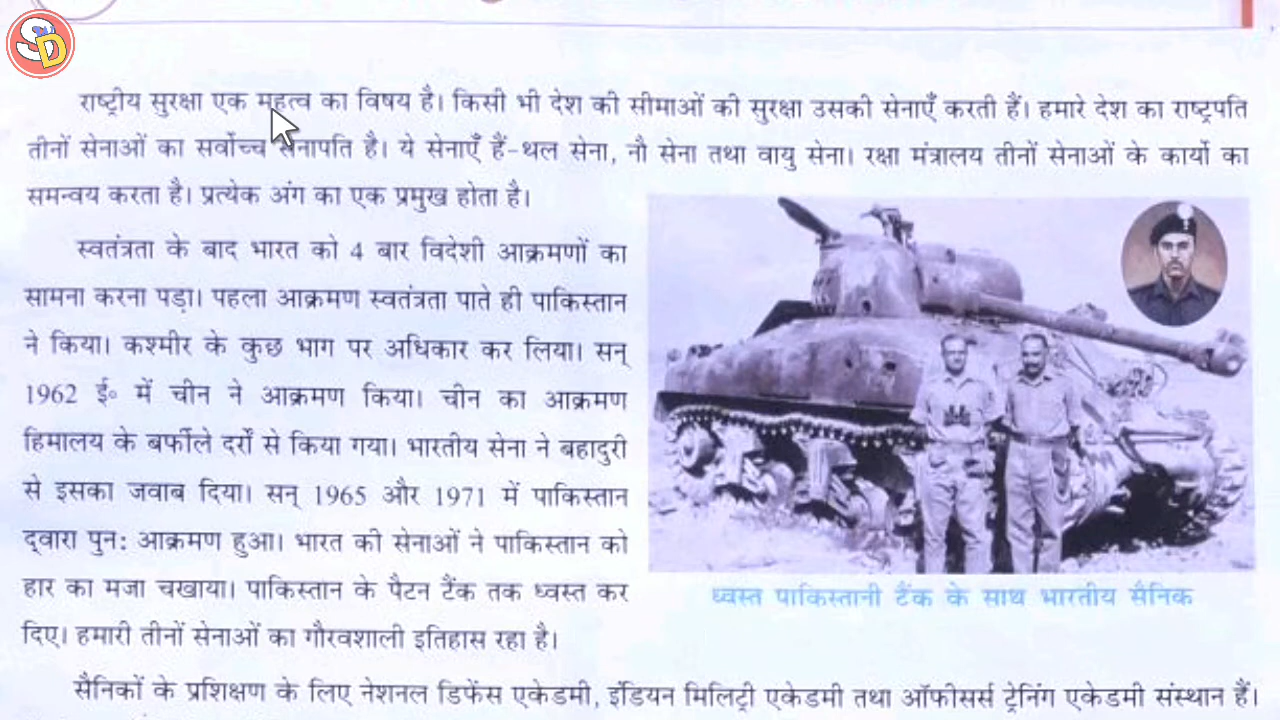 SD
राष्ट्रीय सुरक्षा एक महत्व का विषय है। किसी भी देश की सीमाओं की सुरक्षा उसकी सेनाएँ करती हैं। हमारे देश का राष्ट्रपति
तीनों सेनाओं का सर्वोच्च सेनापति है। ये सेनाएँ हैं-थल सेना, नौ सेना तथा वायु सेना। रक्षा मंत्रालय तीनों सेनाओं के कार्यो का
समन्वय करता है। प्रत्येक अंग का एक प्रमुख होता है।
स्वतंत्रता के बाद भारत को 4 बार विदेशी आक्रमणों का
सामना करना पड़ा। पहला आक्रमण स्वतंत्रता पाते ही पाकिस्तान
ने किया। कश्मीर के कुछ भाग पर अधिकार कर लिया। सन्
1962 ई॰ में चीन ने आक्रमण किया। चीन का आक्रमण
हिमालय के बर्फीले दर्रों से किया गया। भारतीय सेना ने बहादुरी
से इसका जवाब दिया। सन् 1965 और 1971 में पाकिस्तान
द्वारा पुन: आक्रमण हुआ। भारत की सेनाओं ने पाकिस्तान को
हार का मजा चखाया। पाकिस्तान के पैटन टैंक तक ध्वस्त कर
दिए। हमारी तीनों सेनाओं का गौरवशाली इतिहास रहा है।
ध्वस्त पाकिस्तानी टैंक के साथ भारतीय सैनिक
सैनिकों के प्रशिक्षण के लिए नेशनल डिफेंस एकेडमी, इंडियन मिलिट्री एकेडमी तथा ऑफीसर्स ट्रेनिंग एकेडमी संस्थान हैं।